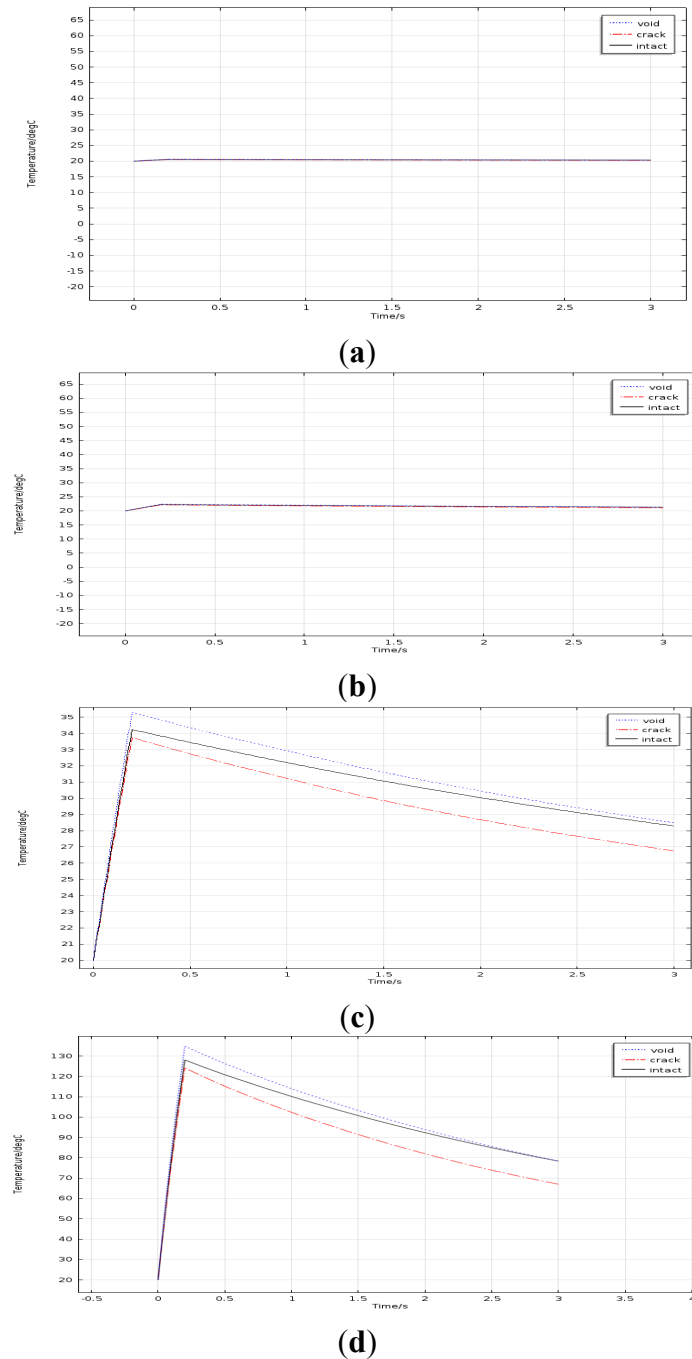 65
60
55
50
45
40
35
30
25
20
15
10
5
0
-5
-10
-15
-20
Temperature/degC
void
crack
intact
0 0.5 1 1.5 2 2.5 3
Time/s
(a)
65
60
55
50
45
40
35
30
25
20
15
10
5
0
-5
-10
-15
-20
Temperature/degC
void
crack
intact
0 0.5 1 1.5 2 2.5 3
Time/s
(b)
35
34
33
32
31
30
29
28
27
26
25
24
23
22
21
20
Temperature/degC
void
crack
intact
0 0.5 1 1.5 2 2.5 3
Time/s
(c)
130
120
110
100
90
80
70
60
50
40
30
20
Temperature/degC
void
crack
intact
-0.5 0 0.5 1 1.5 2 2.5 3 3.5 4
Time/s
(d)